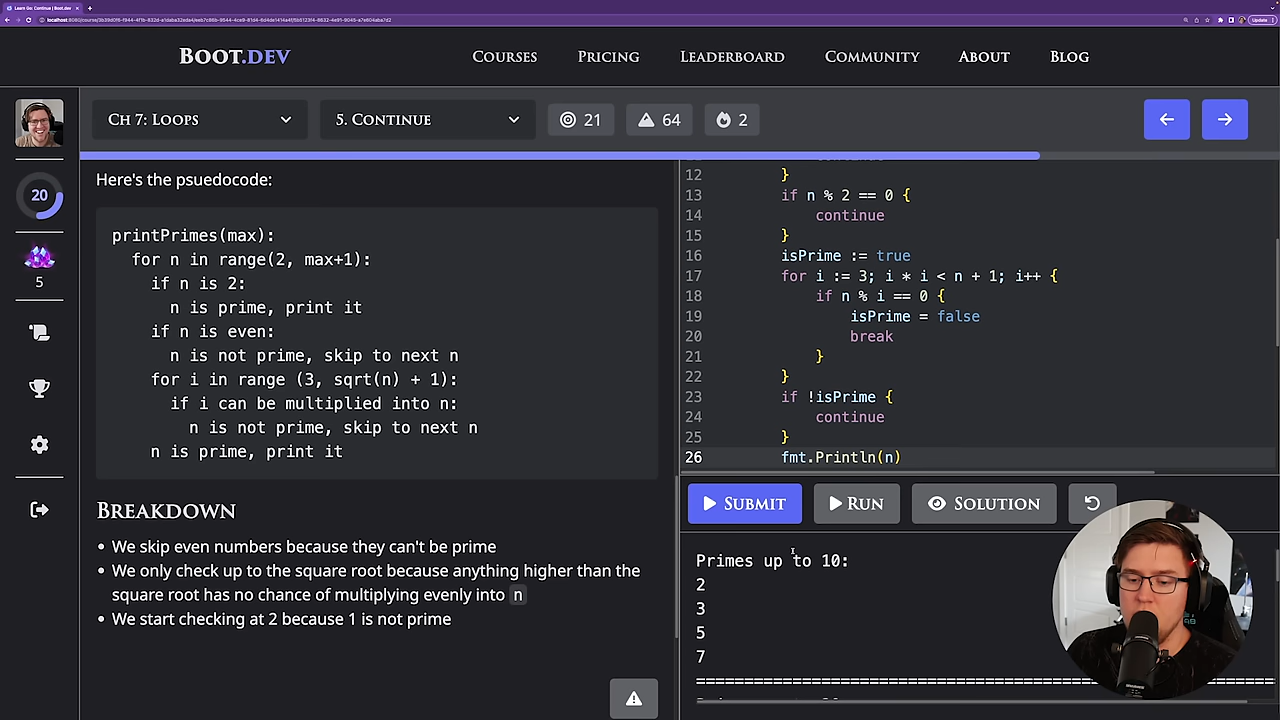 Learn Go: Continue | Boot.dev
BOOT.DEV
COURSES
PRICING
LEADERBOARD
COMMUNITY
ABOUT
BLOG
CH 7: LOOPS
5. CONTINUE
21
64
2
20
5
Here's the psuedocode:
printPrimes(max):
for n in range(2, max+1):
if n is 2:
n is prime, print it
if n is even:
n is not prime, skip to next n
for i in range (3, sqrt(n) + 1):
if i can be multiplied into n:
n is not prime, skip to next n
n is prime, print it
BREAKDOWN
• We skip even numbers because they can't be prime
• We only check up to the square root because anything higher than the
square root has no chance of multiplying evenly into n
• We start checking at 2 because 1 is not prime
12 }
13 if n % 2 == 0 {
14 continue
15 }
16 isPrime := true
17 for i := 3; i * i < n + 1; i++ {
18 if n % i == 0 {
19 isPrime = false
20 break
21 }
22 }
23 if !isPrime {
24 continue
25 }
26 fmt.Println(n)
SUBMIT
RUN
SOLUTION
Primes up to 10:
2
3
5
7
================================================
Update